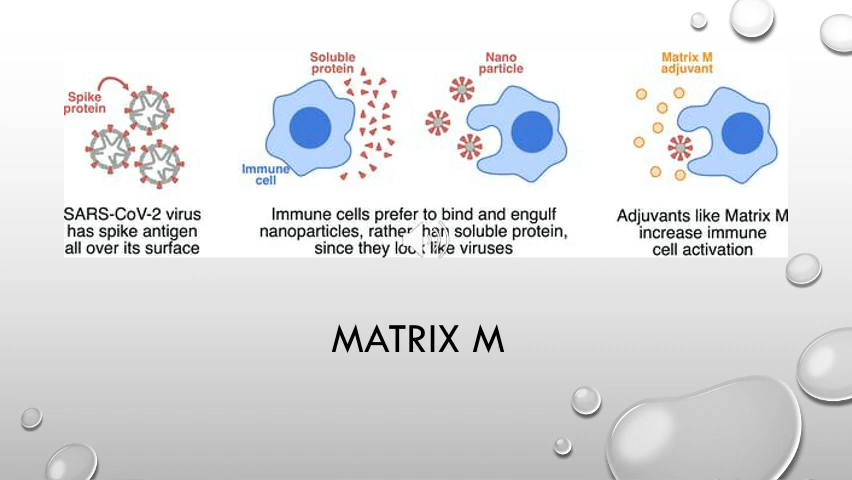 Spike
protein
SARS-CoV-2 virus
has spike antigen
all over its surface
Soluble
protein
Immune
cell
Nano
particle
Immune cells prefer to bind and engulf
nanoparticles, rather than soluble protein,
since they look like viruses
Matrix M
adjuvant
Adjuvants like Matrix M
increase immune
cell activation
MATRIX M